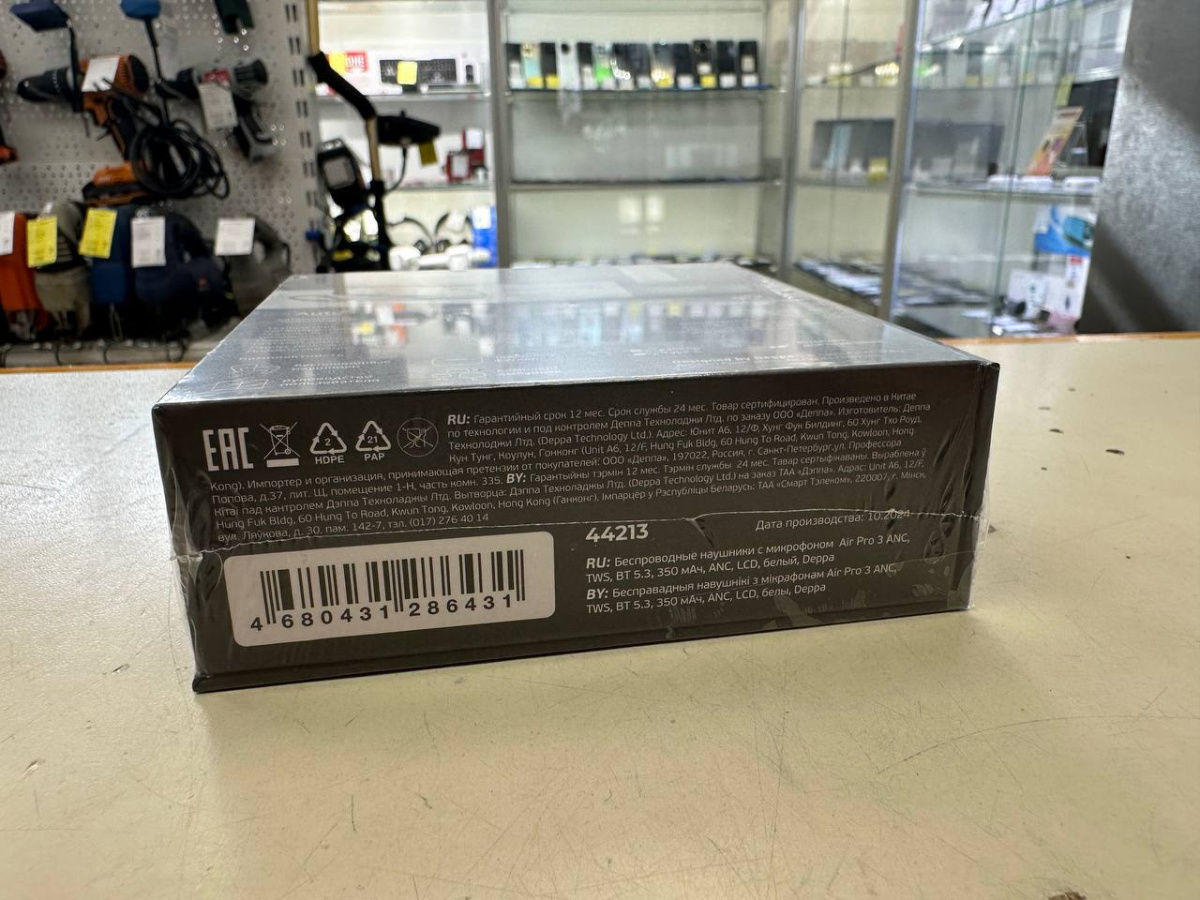 EAC
2
HDPE
21
PAP
RU: Гарантийный срок 12 мес. Срок службы 24 мес. Товар сертифицирован. Произведено в Китае
по технологии и под контролем Деппа Технолоджи Лтд. по заказу ООО «Деппа». Изготовитель: Деппа
Технолоджи Лтд. (Deppa Technology Ltd.). Адрес: Юнит А6, 12/Ф, Хунг Фук Билдинг, 60 Хунг Тхо Роуд,
Кун Тунг, Коулун, Гонконг (Unit A6, 12/F, Hung Fuk Bldg, 60 Hung To Road, Kwun Tong, Kowloon, Hong
Kong). Импортер и организация, принимающая претензии от покупателей: ООО «Деппа», 197022, Россия, г. Санкт-Петербург, ул. Профессора
Попова, д.37, лит. Щ, помещение 1-Н, часть комн. 335. BY: Гарантыйны тэрмін 12 мес. Тэрмін службы 24 мес. Тавар сертыфікаваны. Выраблена ў
Кітаі пад кантролем Дэппа Тэхналаджы Лтд. Вытворца: Дэппа Тэхналаджы Лтд. (Deppa Technology Ltd.) на заказ ТАА «Дэппа». Адрас: Unit A6, 12/F,
Hung Fuk Bldg, 60 Hung To Road, Kwun Tong, Kowloon, Hong Kong (Ганконг). Імпарцёр у Рэспубліцы Беларусь: ТАА «Смарт Тэлеком», 220007, г. Мінск,
вул. Ляукова, д. 30, пам. 142-7, тэл. (017) 276 40 14
44213
Дата производства: 10.2024
RU: Беспроводные наушники с микрофоном Air Pro 3 ANC,
TWS, BT 5.3, 350 мАч, ANC, LCD, белый, Deppa
BY: Бесправадныя навушнікі з мікрафонам Air Pro 3 ANC,
TWS, BT 5.3, 350 мАч, ANC, LCD, белы, Deppa
4 680431 286431